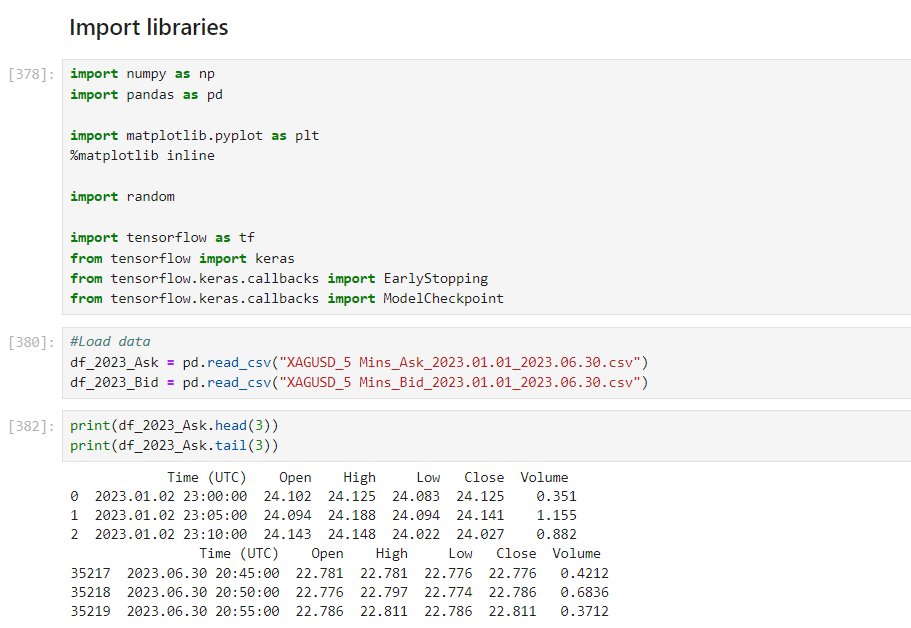 Import libraries
[378]:
import numpy as np
import pandas as pd
import matplotlib.pyplot as plt
%matplotlib inline
import random
import tensorflow as tf
from tensorflow import keras
from tensorflow.keras.callbacks import EarlyStopping
from tensorflow.keras.callbacks import ModelCheckpoint
[380]:
#Load data
df_2023_Ask = pd.read_csv("XAGUSD_5 Mins_Ask_2023.01.01_2023.06.30.csv")
df_2023_Bid = pd.read_csv("XAGUSD_5 Mins_Bid_2023.01.01_2023.06.30.csv")
[382]:
print(df_2023_Ask.head(3))
print(df_2023_Ask.tail(3))
Time (UTC) Open High Low Close Volume
0 2023.01.02 23:00:00 24.102 24.125 24.083 24.125 0.351
1 2023.01.02 23:05:00 24.094 24.188 24.094 24.141 1.155
2 2023.01.02 23:10:00 24.143 24.148 24.022 24.027 0.882
Time (UTC) Open High Low Close Volume
35217 2023.06.30 20:45:00 22.781 22.781 22.776 22.776 0.4212
35218 2023.06.30 20:50:00 22.776 22.797 22.774 22.786 0.6836
35219 2023.06.30 20:55:00 22.786 22.811 22.786 22.811 0.3712